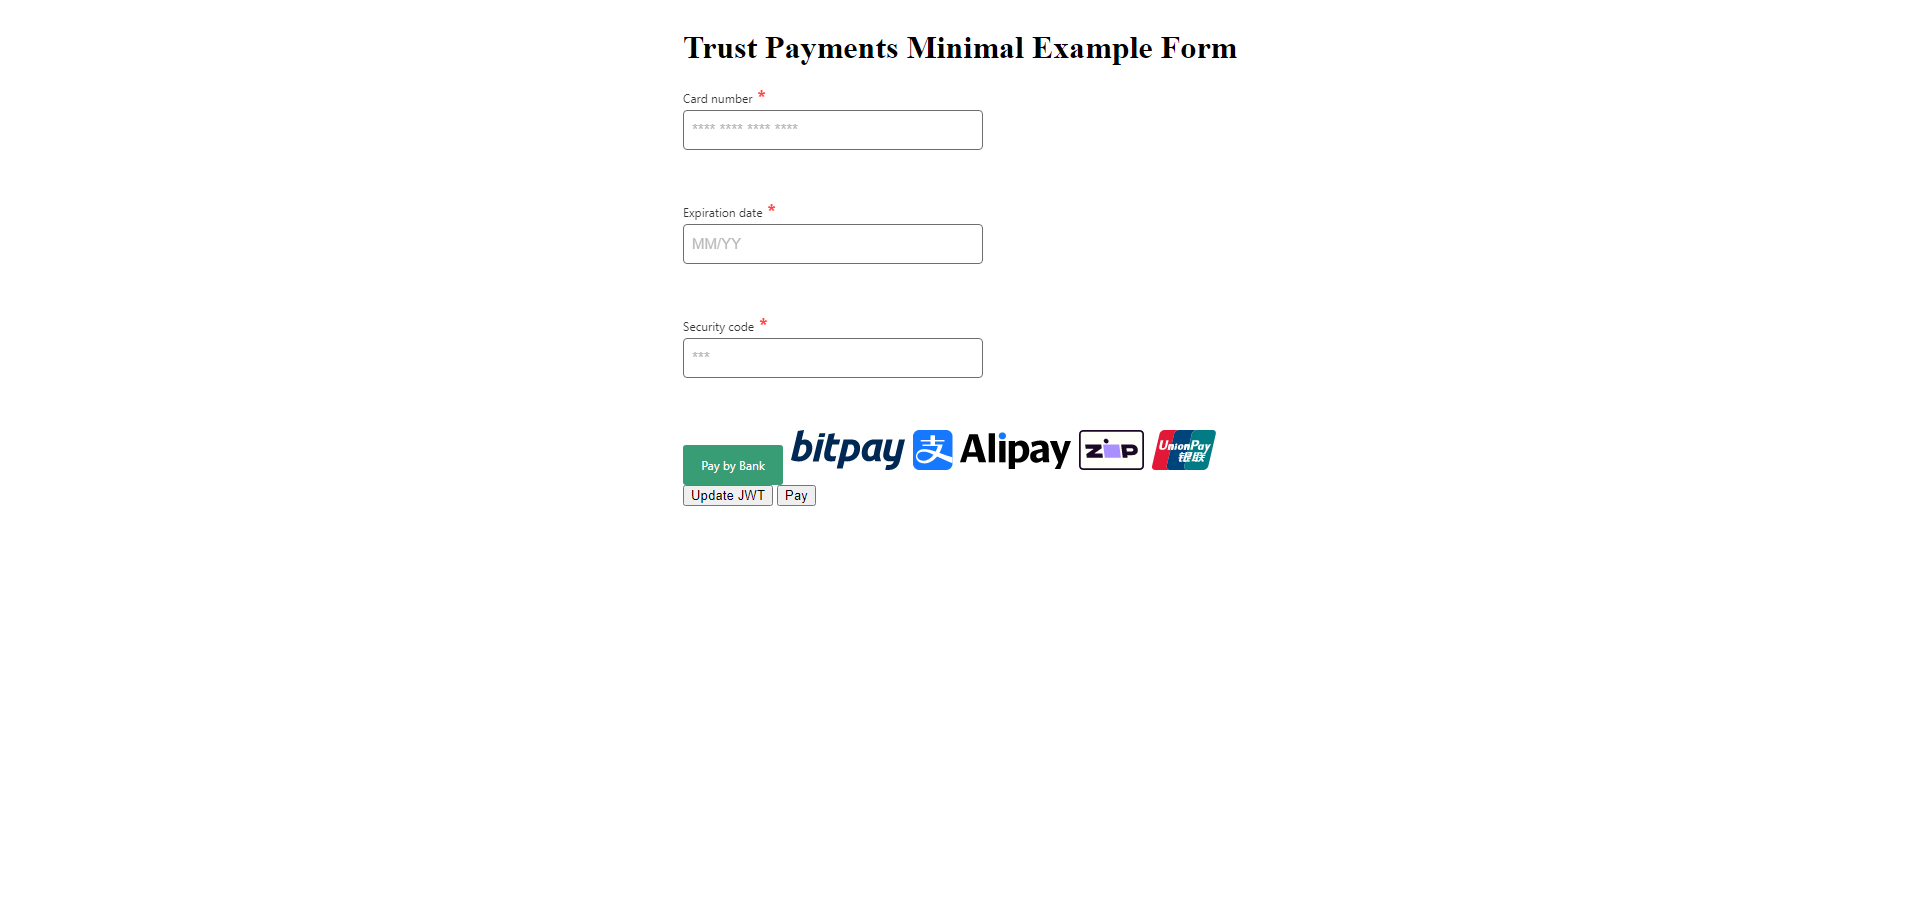 Trust Payments Minimal Example Form
Card number *
**** **** **** ****
Expiration date *
MM/YY
Security code *
***
Pay by Bank bitpay 支 Alipay ZIP UnionPay 银联
Update JWT Pay